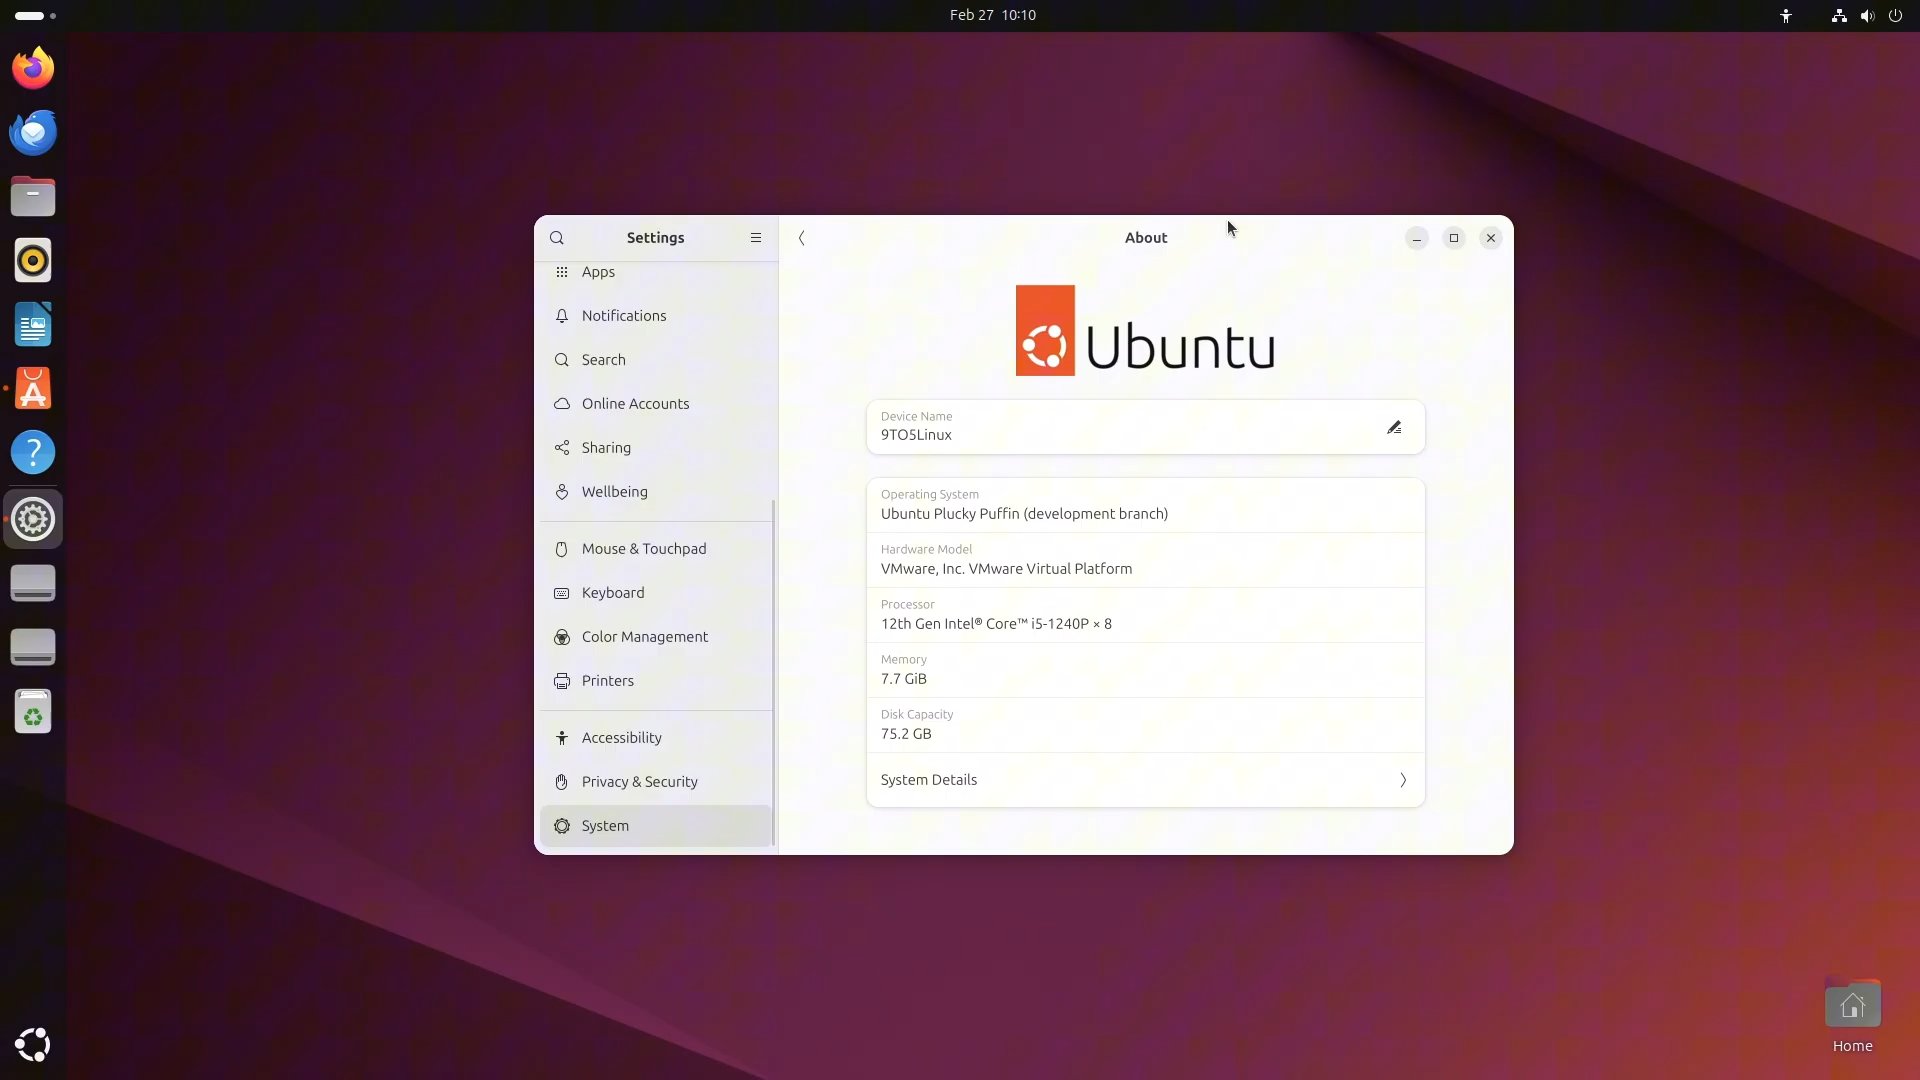 Feb 27 10:10
Settings
About
Apps
Notifications
Search
Online Accounts
Sharing
Wellbeing
Mouse & Touchpad
Keyboard
Color Management
Printers
Accessibility
Privacy & Security
System
Ubuntu
Device Name
9TO5Linux
Operating System
Ubuntu Plucky Puffin (development branch)
Hardware Model
VMware, Inc. VMware Virtual Platform
Processor
12th Gen Intel® Core™ i5-1240P × 8
Memory
7.7 GiB
Disk Capacity
75.2 GB
System Details
Home